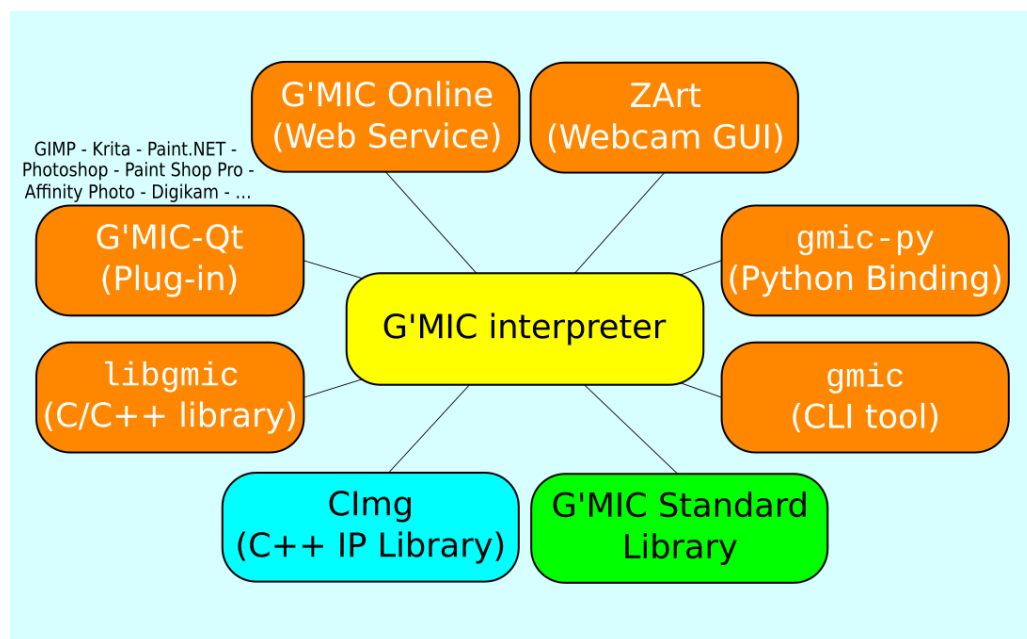 G'MIC Online
(Web Service)
ZArt
(Webcam GUI)
GIMP - Krita - Paint.NET -
Photoshop - Paint Shop Pro -
Affinity Photo - Digikam - ...
G'MIC-Qt
(Plug-in)
gmic-py
(Python Binding)
G'MIC interpreter
libgmic
(C/C++ library)
gmic
(CLI tool)
CImg
(C++ IP Library)
G'MIC Standard
Library